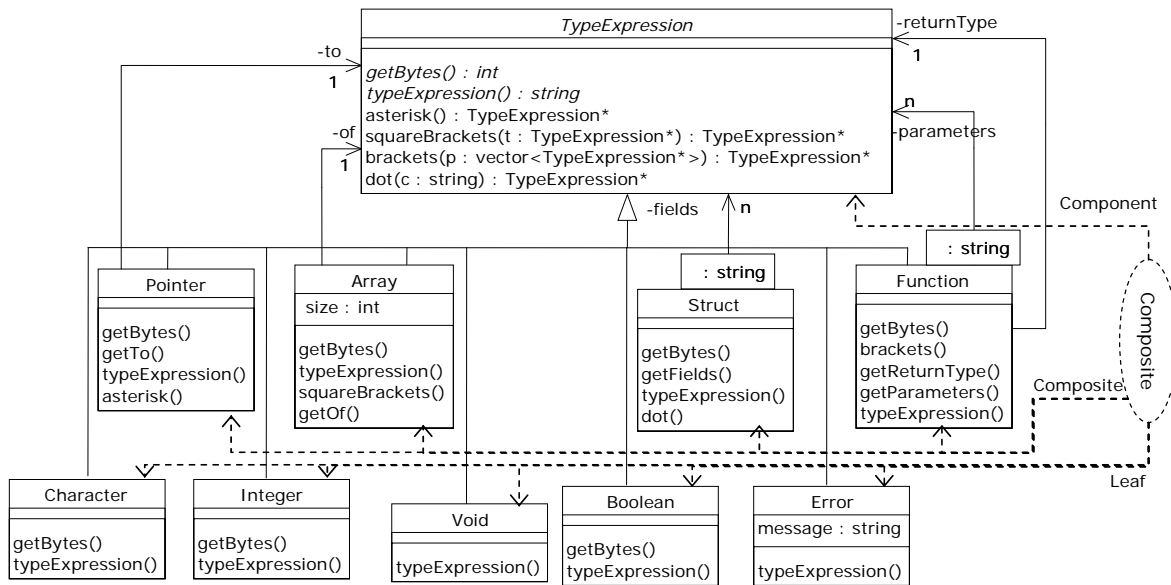 TypeExpression
-returnType
1
-to
1
getBytes() : int
typeExpression() : string
asterisk() : TypeExpression*
squareBrackets(t : TypeExpression*) : TypeExpression*
brackets(p : vector<TypeExpression*>) : TypeExpression*
dot(c : string) : TypeExpression*
n
-parameters
-of
1
-fields
n
Component
: string
: string
Pointer
getBytes()
getTo()
typeExpression()
asterisk()
Array
size : int
getBytes()
typeExpression()
squareBrackets()
getOf()
Struct
getBytes()
getFields()
typeExpression()
dot()
Function
getBytes()
brackets()
getReturnType()
getParameters()
typeExpression()
Composite
Composite
Leaf
Character
getBytes()
typeExpression()
Integer
getBytes()
typeExpression()
Void
typeExpression()
Boolean
getBytes()
typeExpression()
Error
message : string
typeExpression()